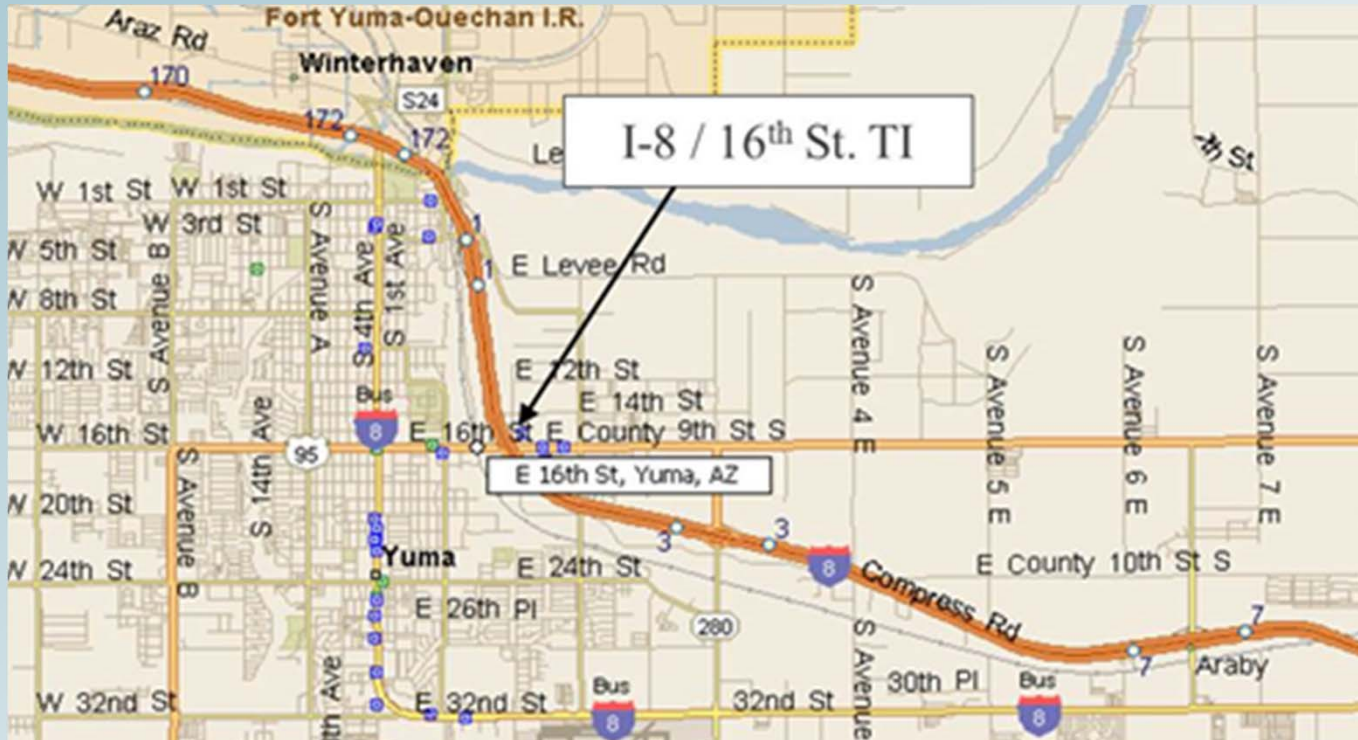 Fort Yuma-Quechan I.R.
Araz Rd
Winterhaven
170
S24
172
172
I-8 / 16th St. TI
W 1st St
W 1st St
W 3rd St
W 5th St
W 8th St
W 12th St
W 16th St
W 20th St
W 24th St
W 32nd St
S Avenue B
S Avenue B
S Avenue A
S 14th Ave
S 4th Ave
S 1st Ave
1
1
E Levee Rd
E 12th St
E 14th St
Bus
8
95
E 16th St
E County 9th St S
E 16th St, Yuma, AZ
S Avenue 4 E
S Avenue 5 E
S Avenue 6 E
S Avenue 7 E
3
3
8
Compress Rd
E County 10th St S
Yuma
E 24th St
E 26th Pl
280
7
7
Araby
S Avenue
30th Pl
E 32nd St
Bus
8
32nd St
Bus
8